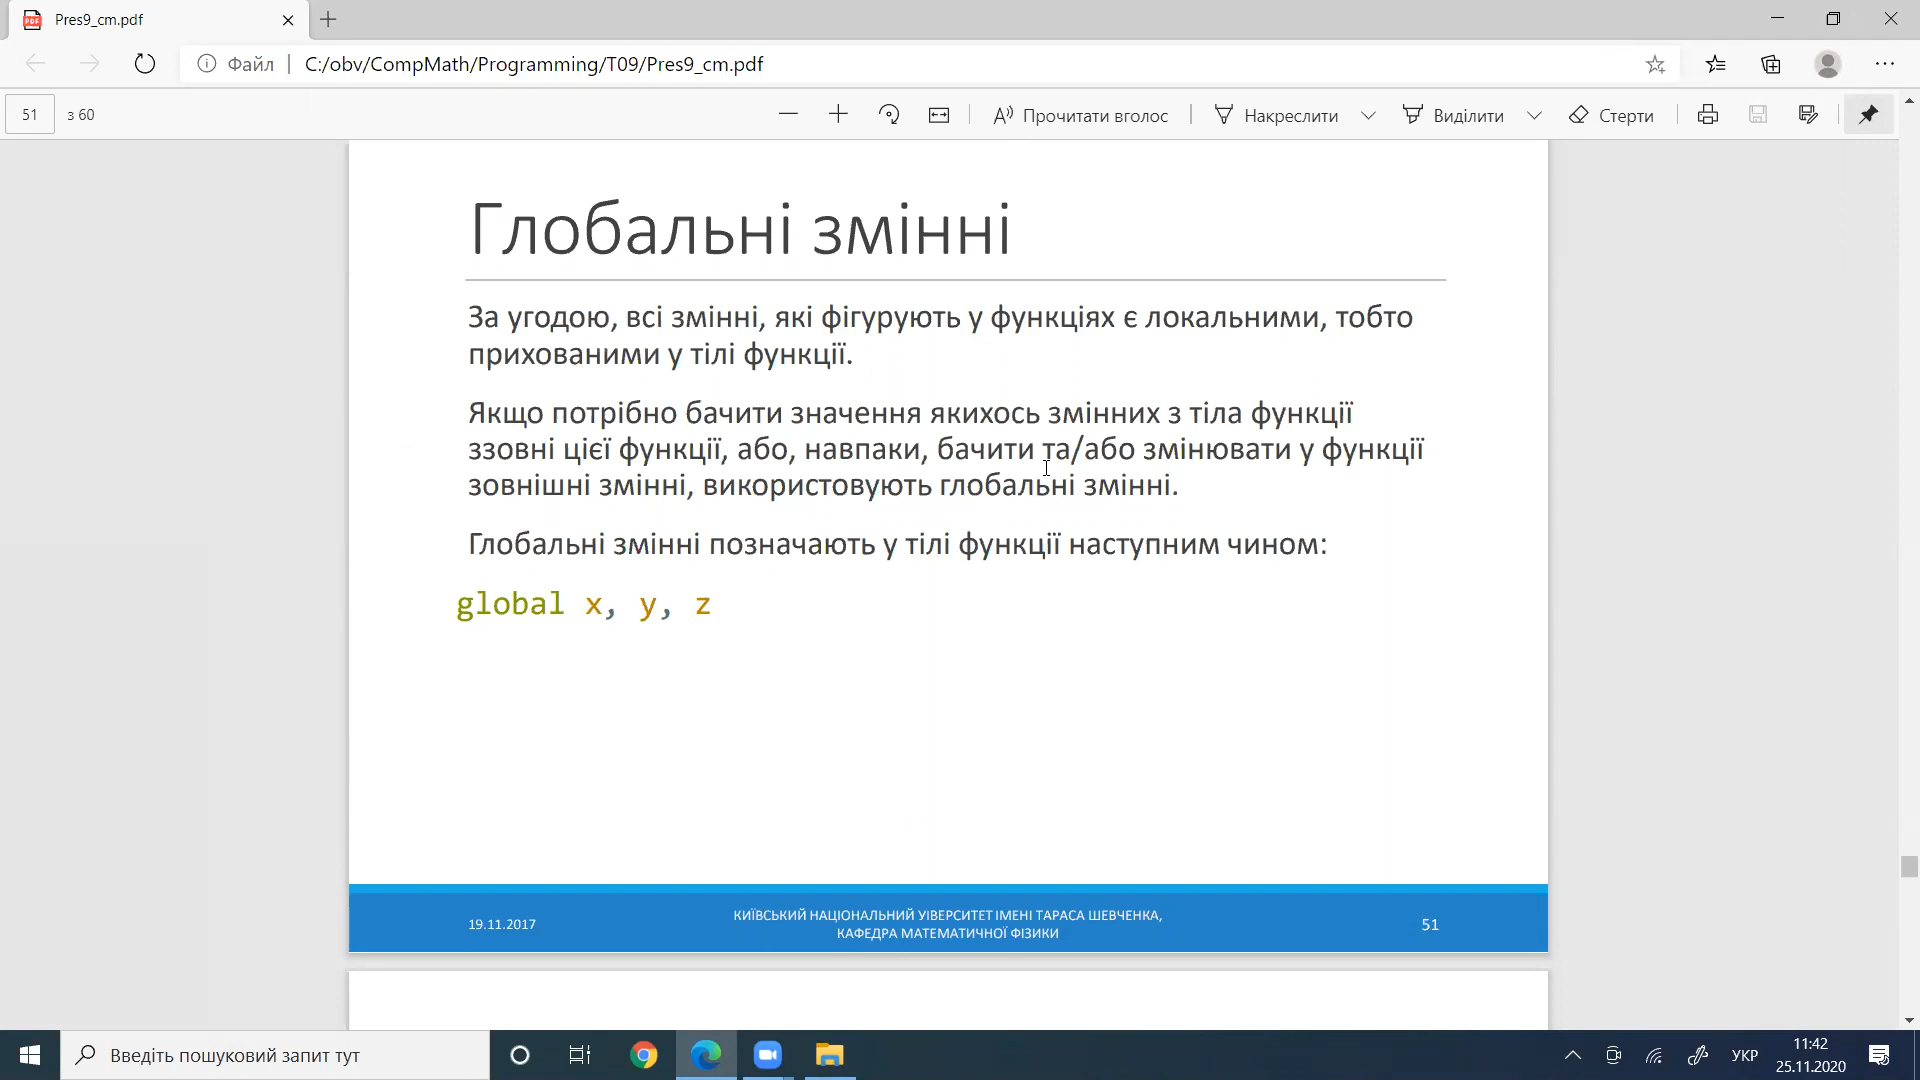 Pres9_cm.pdf
Файл
C:/obv/CompMath/Programming/T09/Pres9_cm.pdf
51
з 60
Прочитати вголос
Накреслити
Виділити
Стерти
Глобальні змінні
За угодою, всі змінні, які фігурують у функціях є локальними, тобто
прихованими у тілі функції.
Якщо потрібно бачити значення якихось змінних з тіла функції
ззовні цієї функції, або, навпаки, бачити та/або змінювати у функції
зовнішні змінні, використовують глобальні змінні.
Глобальні змінні позначають у тілі функції наступним чином:
global x, y, z
19.11.2017
КИЇВСЬКИЙ НАЦІОНАЛЬНИЙ УІВЕРСИТЕТ ІМЕНІ ТАРАСА ШЕВЧЕНКА,
КАФЕДРА МАТЕМАТИЧНОЇ ФІЗИКИ
51
Введіть пошуковий запит тут
УКР
11:42
25.11.2020